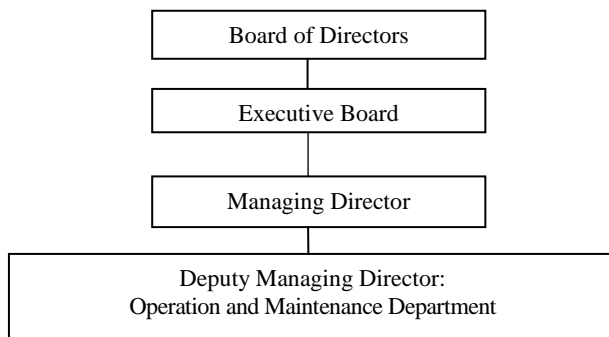 Board of Directors
Executive Board
Managing Director
Deputy Managing Director:
Operation and Maintenance Department